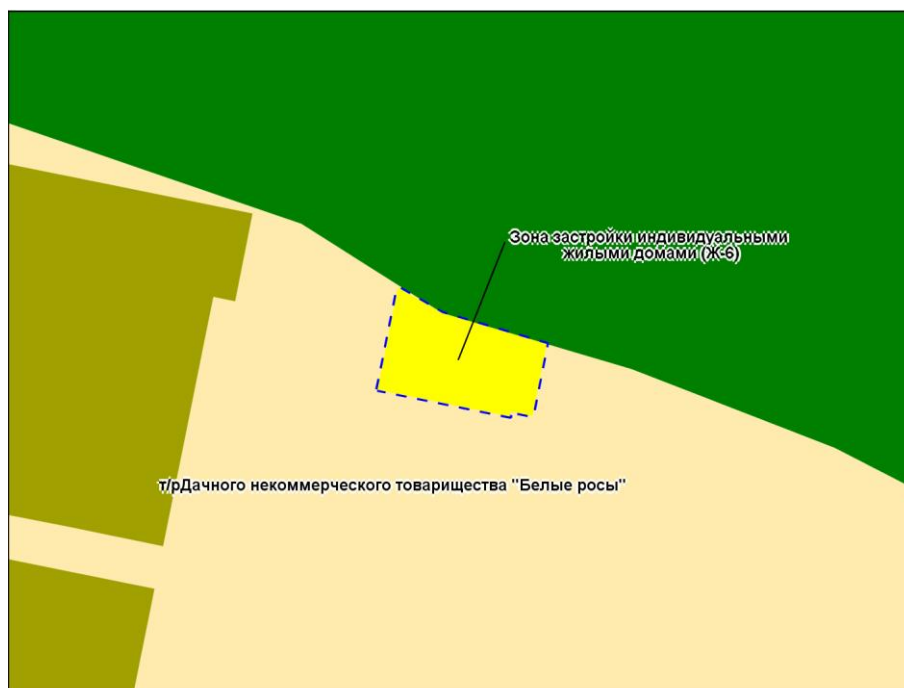 Зона застройки индивидуальными
жилыми домами (Ж-6)
т/рДачного некоммерческого товарищества "Белые росы"